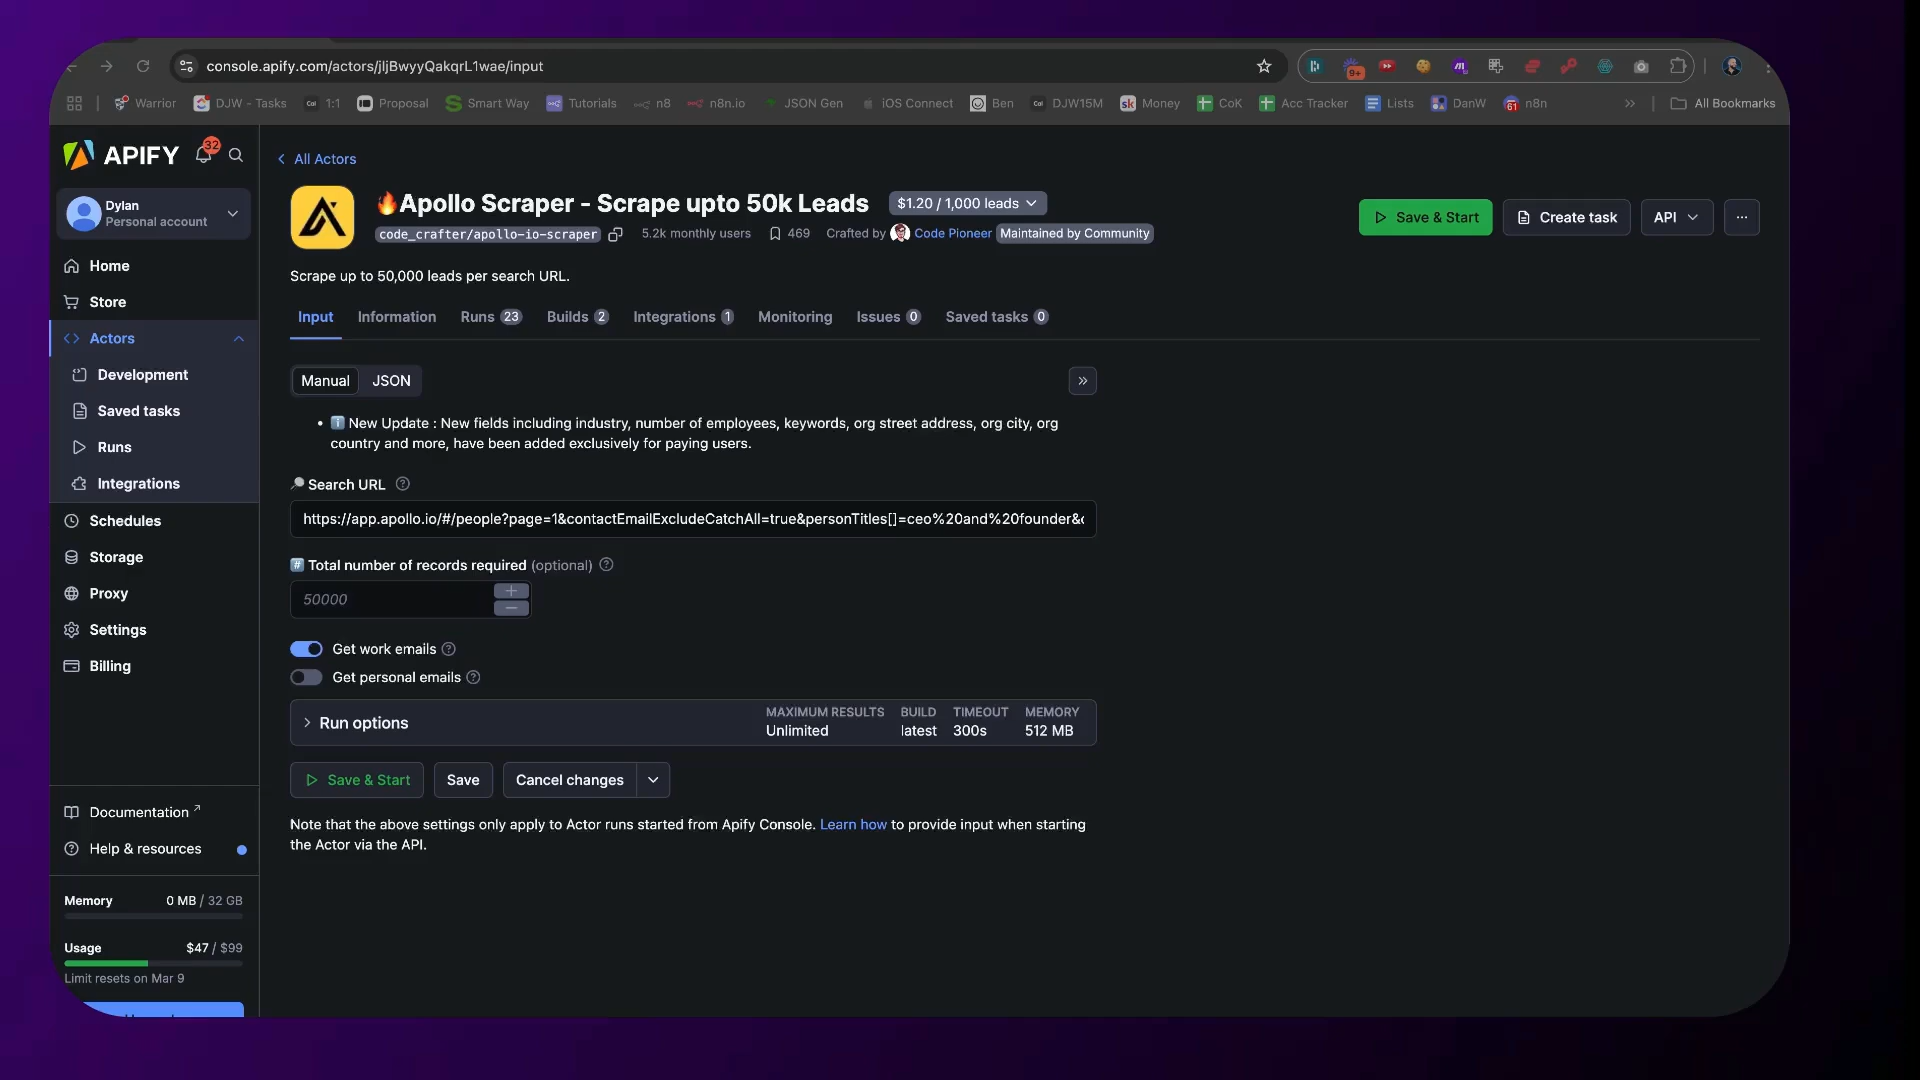 console.apify.com/actors/jljBwyyQakqrL1wae/input
9+
Warrior
DJW - Tasks
Cal 1:1
Proposal
Smart Way
Tutorials
n8
n8n.io
JSON Gen
iOS Connect
Ben
Cal DJW15M
sk Money
CoK
Acc Tracker
Lists
DanW
61 n8n
All Bookmarks
APIFY
32
Dylan
Personal account
Home
Store
Actors
Development
Saved tasks
Runs
Integrations
Schedules
Storage
Proxy
Settings
Billing
Documentation
Help & resources
Memory 0 MB / 32 GB
Usage $47 / $99
Limit resets on Mar 9
All Actors
🔥Apollo Scraper - Scrape upto 50k Leads
$1.20 / 1,000 leads
code_crafter/apollo-io-scraper
5.2k monthly users
469
Crafted by Code Pioneer
Maintained by Community
Save & Start
Create task
API
Scrape up to 50,000 leads per search URL.
Input
Information
Runs 23
Builds 2
Integrations 1
Monitoring
Issues 0
Saved tasks 0
Manual
JSON
• ℹ️ New Update : New fields including industry, number of employees, keywords, org street address, org city, org
country and more, have been added exclusively for paying users.
Search URL
https://app.apollo.io/#/people?page=1&contactEmailExcludeCatchAll=true&personTitles[]=ceo%20and%20founder&
# Total number of records required (optional)
50000
Get work emails
Get personal emails
Run options
MAXIMUM RESULTS
Unlimited
BUILD
latest
TIMEOUT
300s
MEMORY
512 MB
Save & Start
Save
Cancel changes
Note that the above settings only apply to Actor runs started from Apify Console. Learn how to provide input when starting
the Actor via the API.